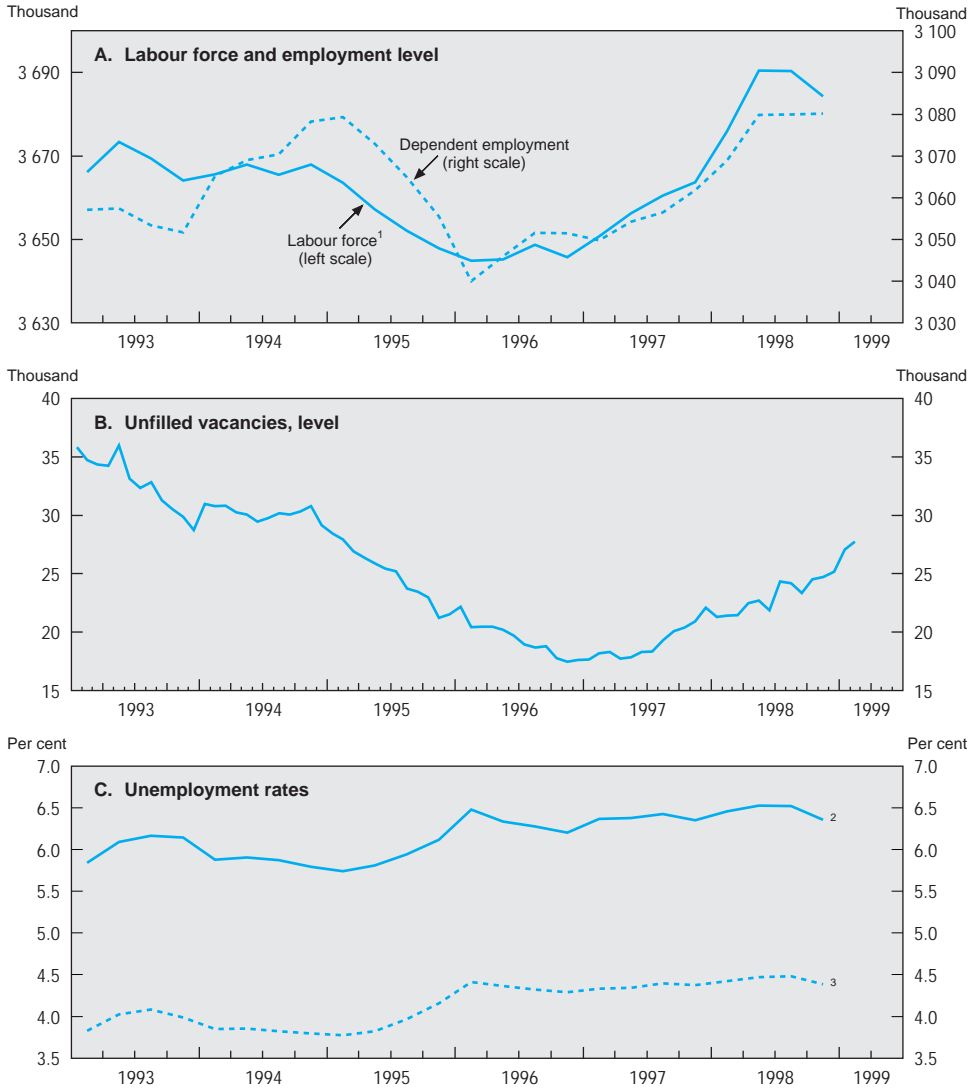 Thousand
Thousand
A. Labour force and employment level
3 100
3 690
3 090
3 080
Dependent employment
(right scale)
3 670
3 070
3 060
Labour force¹
(left scale)
3 650
3 050
3 040
3 630
3 030
1993 1994 1995 1996 1997 1998 1999
Thousand
Thousand
40
40
B. Unfilled vacancies, level
35
35
30
30
25
25
20
20
15
15
1993 1994 1995 1996 1997 1998 1999
Per cent
Per cent
7.0
7.0
C. Unemployment rates
6.5
6.5
2
6.0
6.0
5.5
5.5
5.0
5.0
4.5
4.5
3
4.0
4.0
3.5
3.5
1993 1994 1995 1996 1997 1998 1999